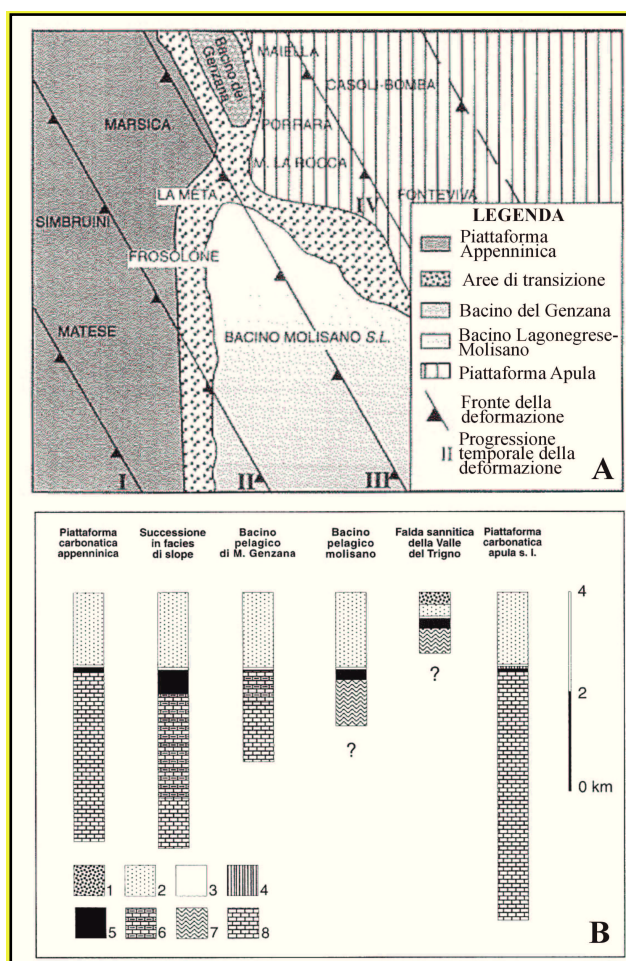 MAIELLA
Bacino del
Genzana
CASOLI-BOMBA
MARSICA
PORRARA
M. LA ROCCA
LA META
FONTEVIVA
IV
SIMBRUINI
FROSOLONE
MATESE
BACINO MOLISANO S.L.
I
II
III
LEGENDA
Piattaforma
Appenninica
Aree di transizione
Bacino del Genzana
Bacino Lagonegrese-
Molisano
Piattaforma Apula
Fronte della
deformazione
II Progressione
temporale della
deformazione
A
Piattaforma
carbonatica
appenninica
Successione
in facies
di slope
Bacino
pelagico
di M. Genzana
Bacino
pelagico
molisano
Falda sannitica
della Valle
del Trigno
Piattaforma
carbonatica
apula s. l.
4
2
0 km
?
?
1 2 3 4
5 6 7 8
B